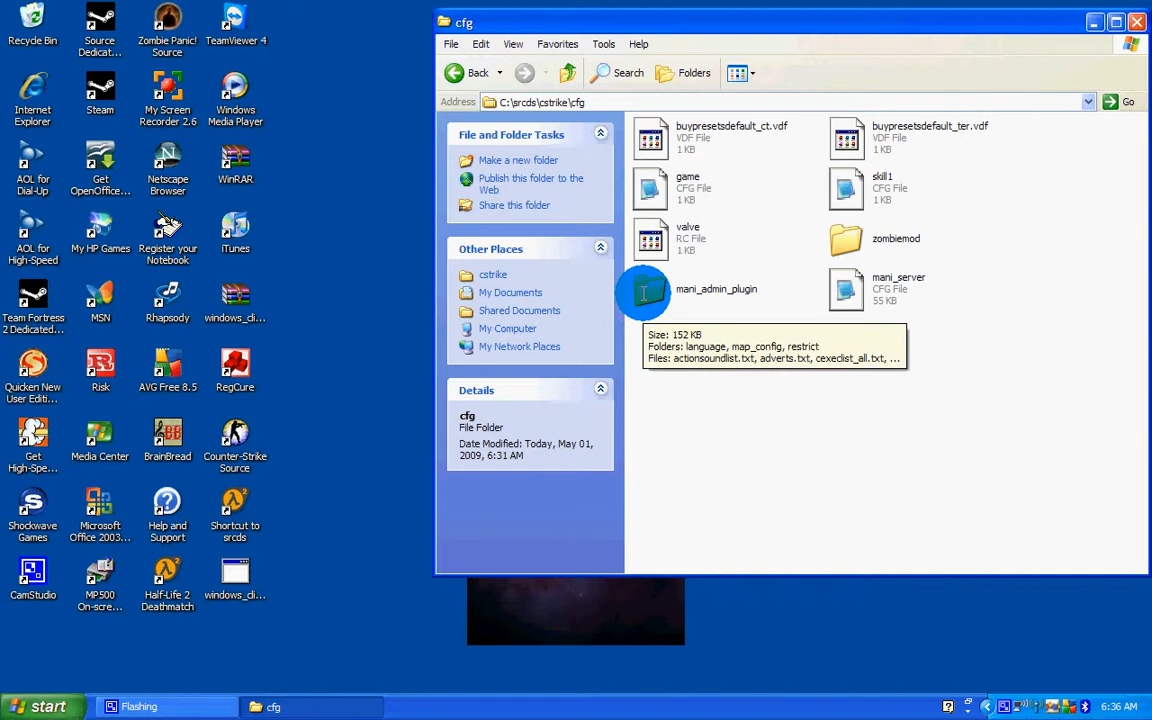 Recycle Bin
Source
Dedicat...
Zombie Panic!
Source
TeamViewer 4
Internet
Explorer
Steam
My Screen
Recorder 2.6
Windows
Media Player
AOL for
Dial-Up
Get
OpenOffice...
Netscape
Browser
WinRAR
AOL for
High-Speed
My HP Games
Register your
Notebook
iTunes
Team Fortress
2 Dedicated...
MSN
Rhapsody
windows_cli...
Quicken New
User Editi...
Risk
AVG Free 8.5
RegCure
Get
High-Spe...
Media Center
BrainBread
Counter-Strike
Source
Shockwave
Games
Microsoft
Office 2003...
Help and
Support
Shortcut to
srcds
CamStudio
MP500
On-scre...
Half-Life 2
Deathmatch
windows_cli...
cfg
File Edit View Favorites Tools Help
Back Search Folders
Address C:\srcds\cstrike\cfg Go
File and Folder Tasks
Make a new folder
Publish this folder to the
Web
Share this folder
Other Places
cstrike
My Documents
Shared Documents
My Computer
My Network Places
Details
cfg
File Folder
Date Modified: Today, May 01,
2009, 6:31 AM
buypresetsdefault_ct.vdf
VDF File
1 KB
buypresetsdefault_ter.vdf
VDF File
1 KB
game
CFG File
1 KB
skill1
CFG File
1 KB
valve
RC File
1 KB
zombiemod
mani_admin_plugin
mani_server
CFG File
55 KB
Size: 152 KB
Folders: language, map_config, restrict
Files: actionsoundlist.txt, adverts.txt, cexeclist_all.txt, ...
start
Flashing
cfg
6:36 AM